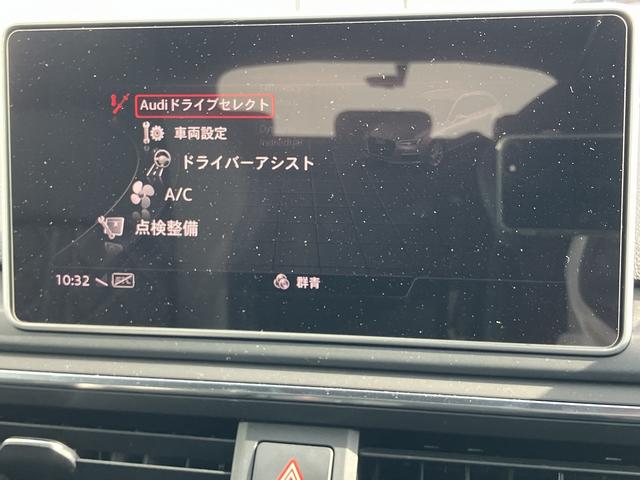 Audiドライブセレクト
車両設定
ドライバーアシスト
A/C
点検整備
10:32
群青